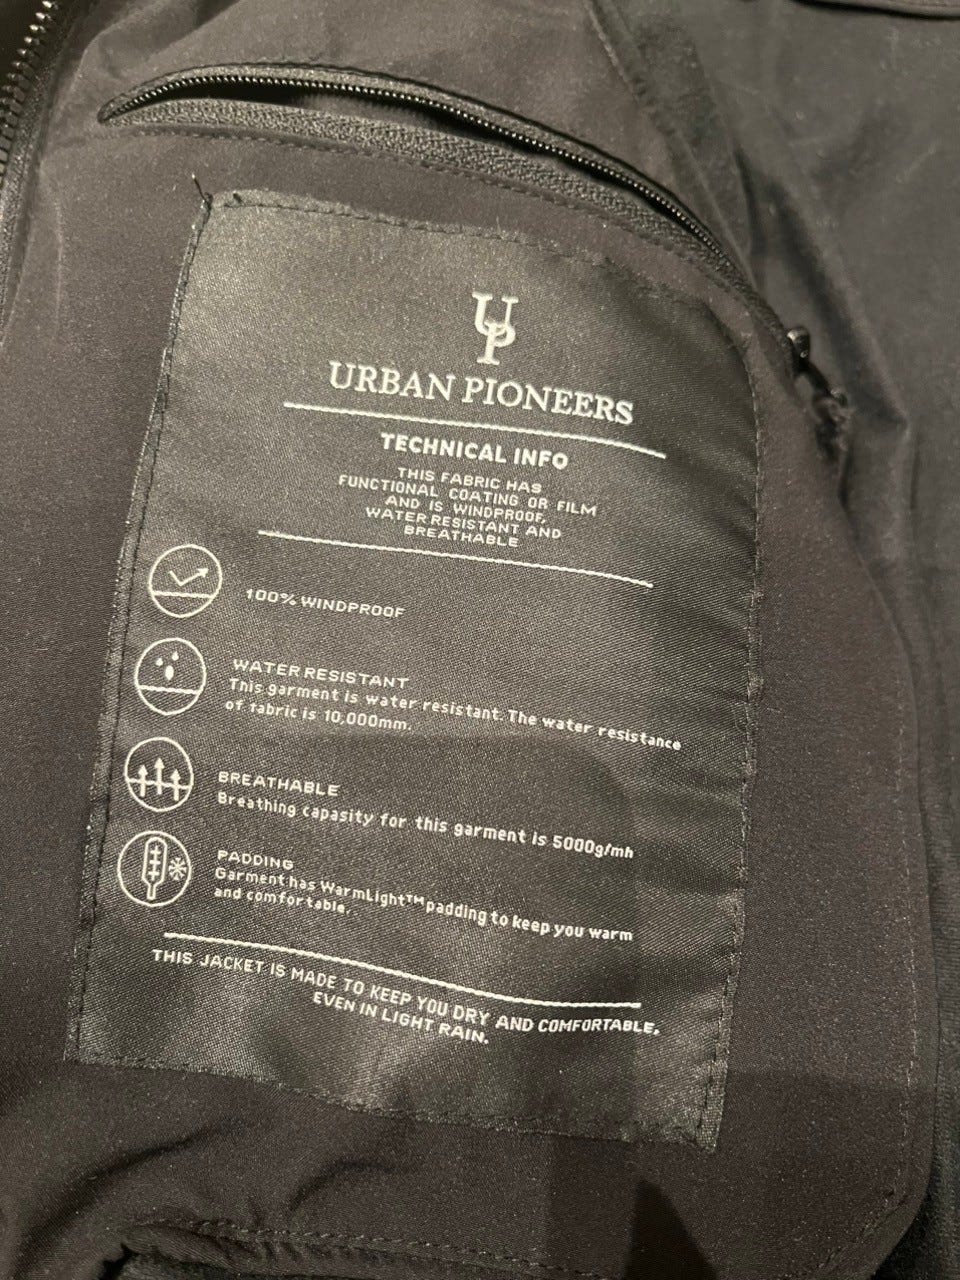 UP
URBAN PIONEERS
TECHNICAL INFO
THIS FABRIC HAS
FUNCTIONAL COATING OR FILM
AND IS WINDPROOF,
WATER RESISTANT AND
BREATHABLE
100% WINDPROOF
WATER RESISTANT
This garment is water resistant. The water resistance
of fabric is 10,000mm.
BREATHABLE
Breathing capasity for this garment is 5000g/mh
PADDING
Garment has WarmLight™ padding to keep you warm
and comfortable.
THIS JACKET IS MADE TO KEEP YOU DRY AND COMFORTABLE,
EVEN IN LIGHT RAIN.